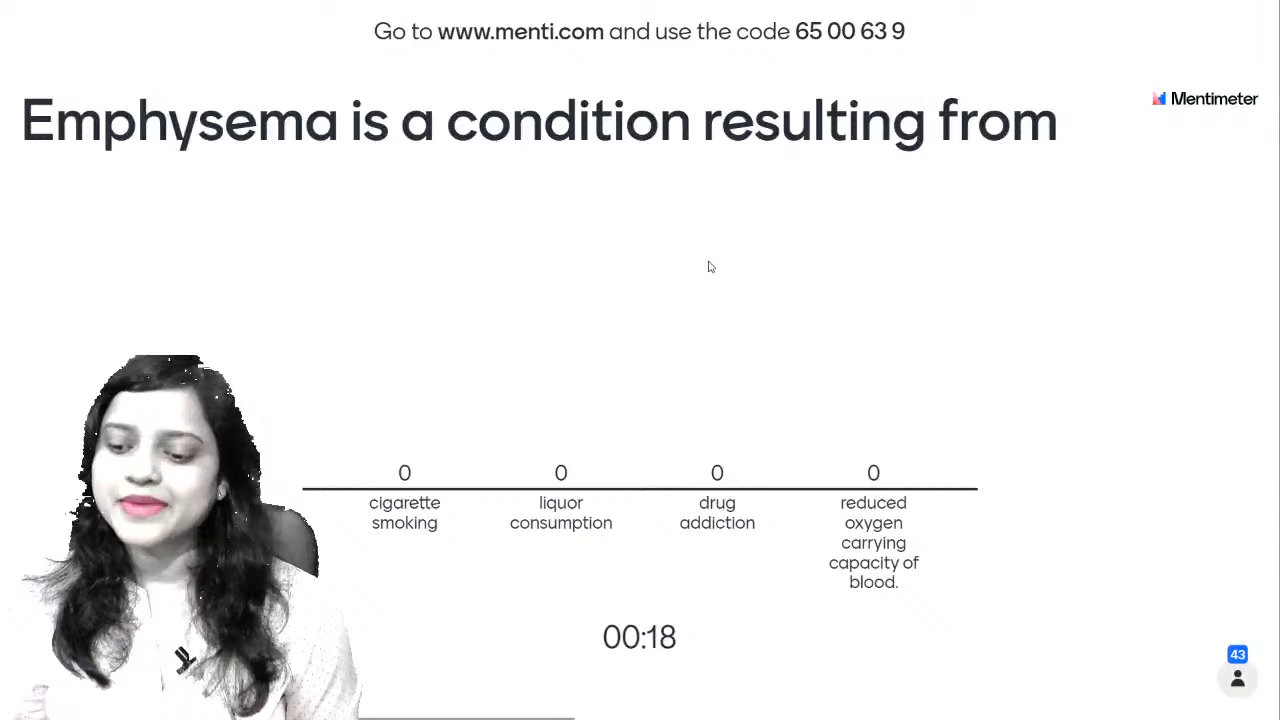 Go to www.menti.com and use the code 65 00 63 9
Mentimeter
Emphysema is a condition resulting from
0 0 0 0
cigarette
smoking
liquor
consumption
drug
addiction
reduced
oxygen
carrying
capacity of
blood.
00:18
43